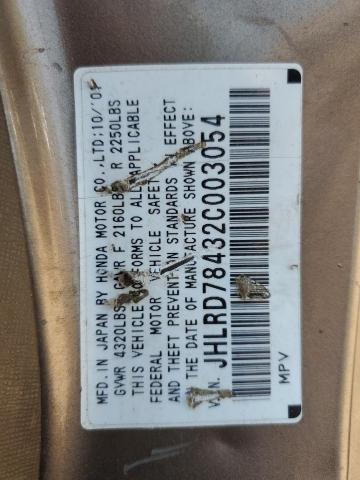 MFD. IN JAPAN BY HONDA MOTOR CO., LTD; 10/'01
GVWR 4320LBS GAWR F 2160LBS R 2250LBS
THIS VEHICLE CONFORMS TO ALL APPLICABLE
FEDERAL MOTOR VEHICLE SAFETY
AND THEFT PREVENTION STANDARDS IN EFFECT
ON THE DATE OF MANUFACTURE SHOWN ABOVE:
V.I.N. JHLRD78432C003054
MPV